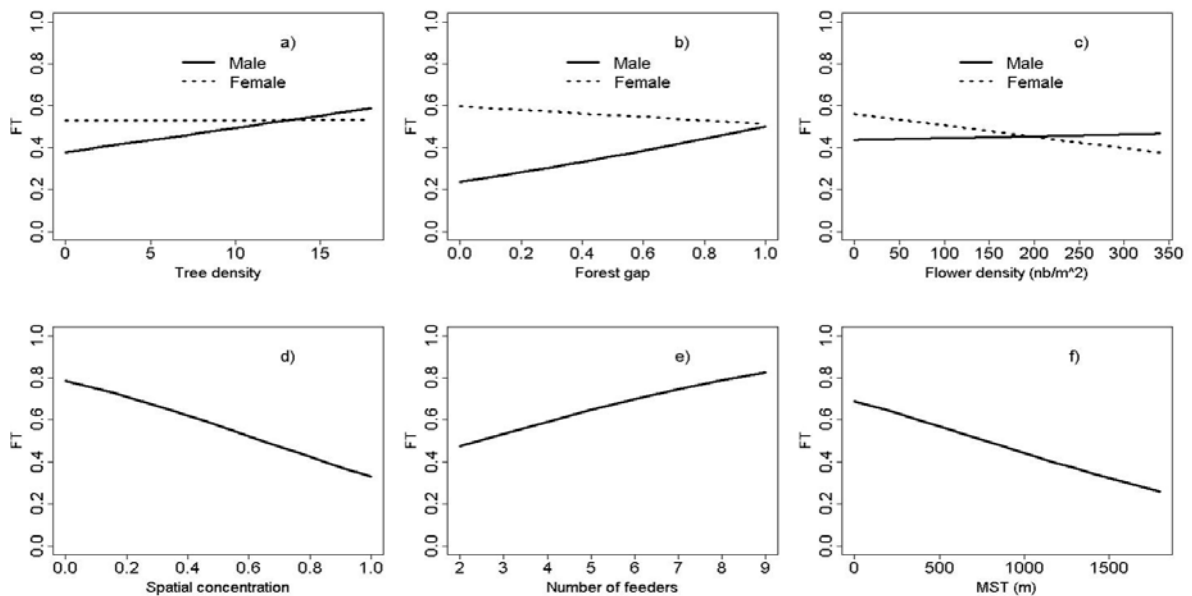 a)
Male
Female
FT
0.0 0.2 0.4 0.6 0.8 1.0
0 5 10 15
Tree density
b)
Male
Female
FT
0.0 0.2 0.4 0.6 0.8 1.0
0.0 0.2 0.4 0.6 0.8 1.0
Forest gap
c)
Male
Female
FT
0.0 0.2 0.4 0.6 0.8 1.0
0 50 100 150 200 250 300 350
Flower density (nb/m^2)
d)
FT
0.0 0.2 0.4 0.6 0.8 1.0
0.0 0.2 0.4 0.6 0.8 1.0
Spatial concentration
e)
FT
0.0 0.2 0.4 0.6 0.8 1.0
2 3 4 5 6 7 8 9
Number of feeders
f)
FT
0.0 0.2 0.4 0.6 0.8 1.0
0 500 1000 1500
MST (m)